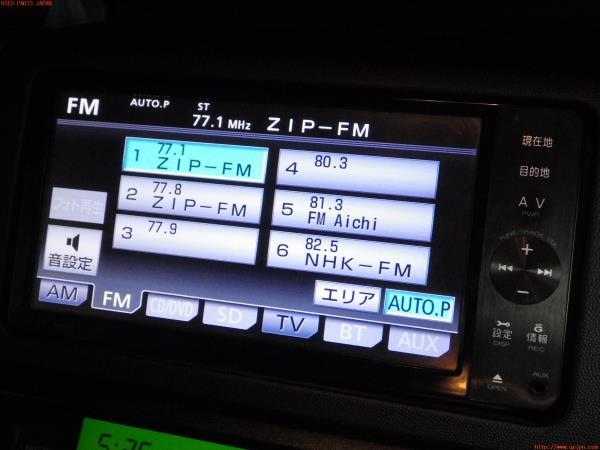 USED PARTS JAPAN
FM
AUTO.P
ST
77.1 MHz
ZIP-FM
1 77.1 ZIP-FM
2 77.8 ZIP-FM
3 77.9
4 80.3
5 81.3 FM Aichi
6 82.5 NHK-FM
フォト再生
音設定
エリア
AUTO.P
AM
FM
CD/DVD
SD
TV
BT
AUX
現在地
目的地
AV
PWR
TUNE/TRACK
+
-
設定
DISP
情報
REC
OPEN
AUX